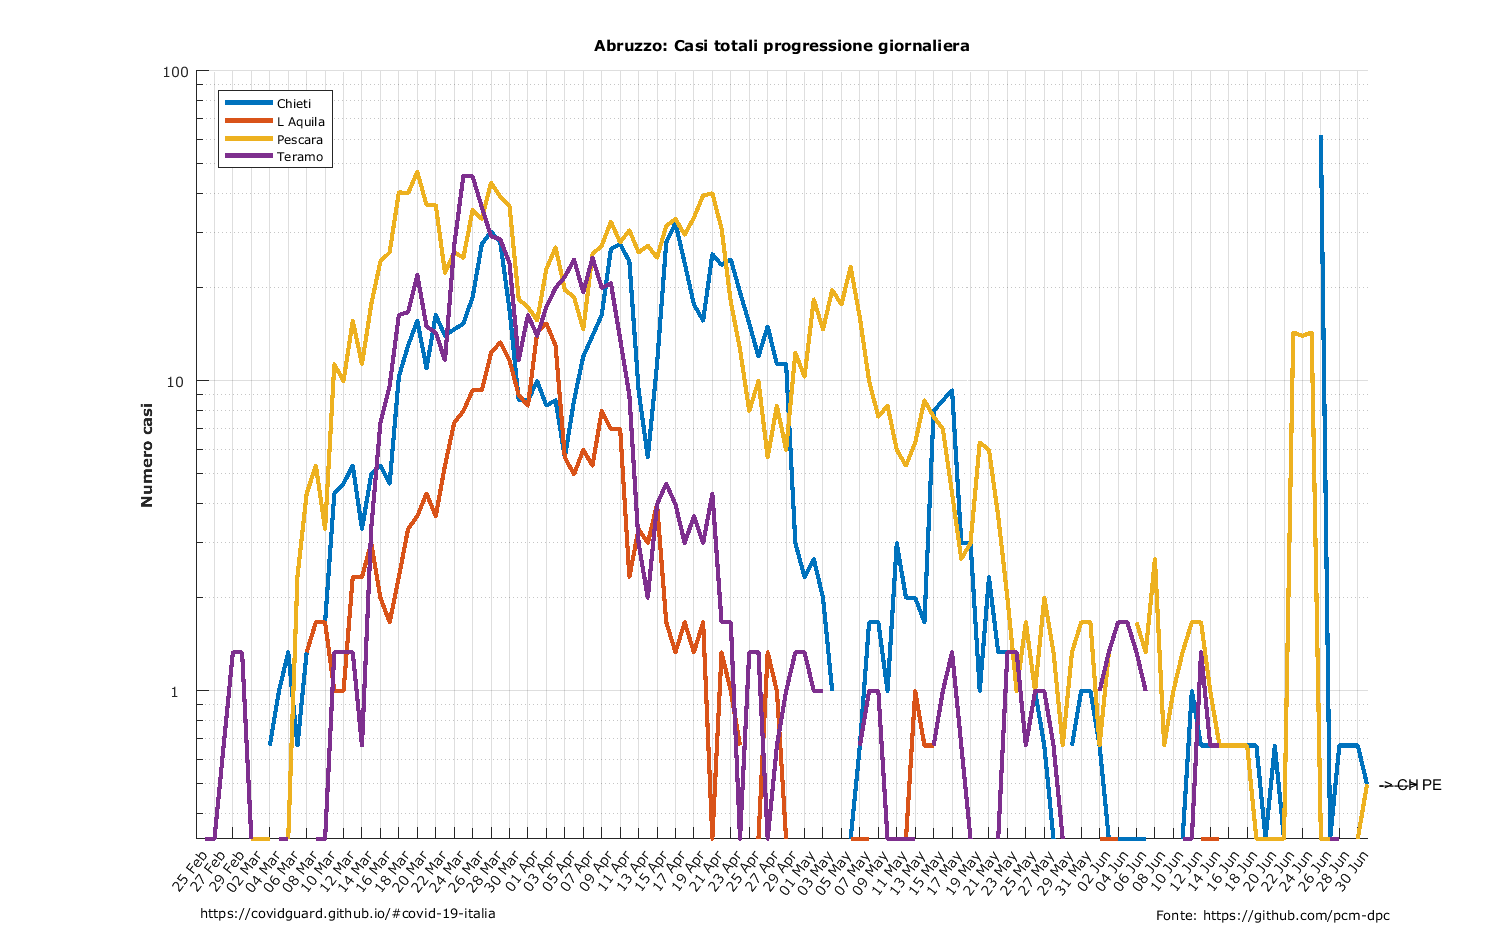 Abruzzo: Casi totali progressione giornaliera
100
10
1
Numero casi
Chieti
L Aquila
Pescara
Teramo
25 Feb
27 Feb
29 Feb
02 Mar
04 Mar
06 Mar
08 Mar
10 Mar
12 Mar
14 Mar
16 Mar
18 Mar
20 Mar
22 Mar
24 Mar
26 Mar
28 Mar
30 Mar
01 Apr
03 Apr
05 Apr
07 Apr
09 Apr
11 Apr
13 Apr
15 Apr
17 Apr
19 Apr
21 Apr
23 Apr
25 Apr
27 Apr
29 Apr
01 May
03 May
05 May
07 May
09 May
11 May
13 May
15 May
17 May
19 May
21 May
23 May
25 May
27 May
29 May
31 May
02 Jun
04 Jun
06 Jun
08 Jun
10 Jun
12 Jun
14 Jun
16 Jun
18 Jun
20 Jun
22 Jun
24 Jun
26 Jun
28 Jun
30 Jun
-> CH PE
https://covidguard.github.io/#covid-19-italia
Fonte: https://github.com/pcm-dpc